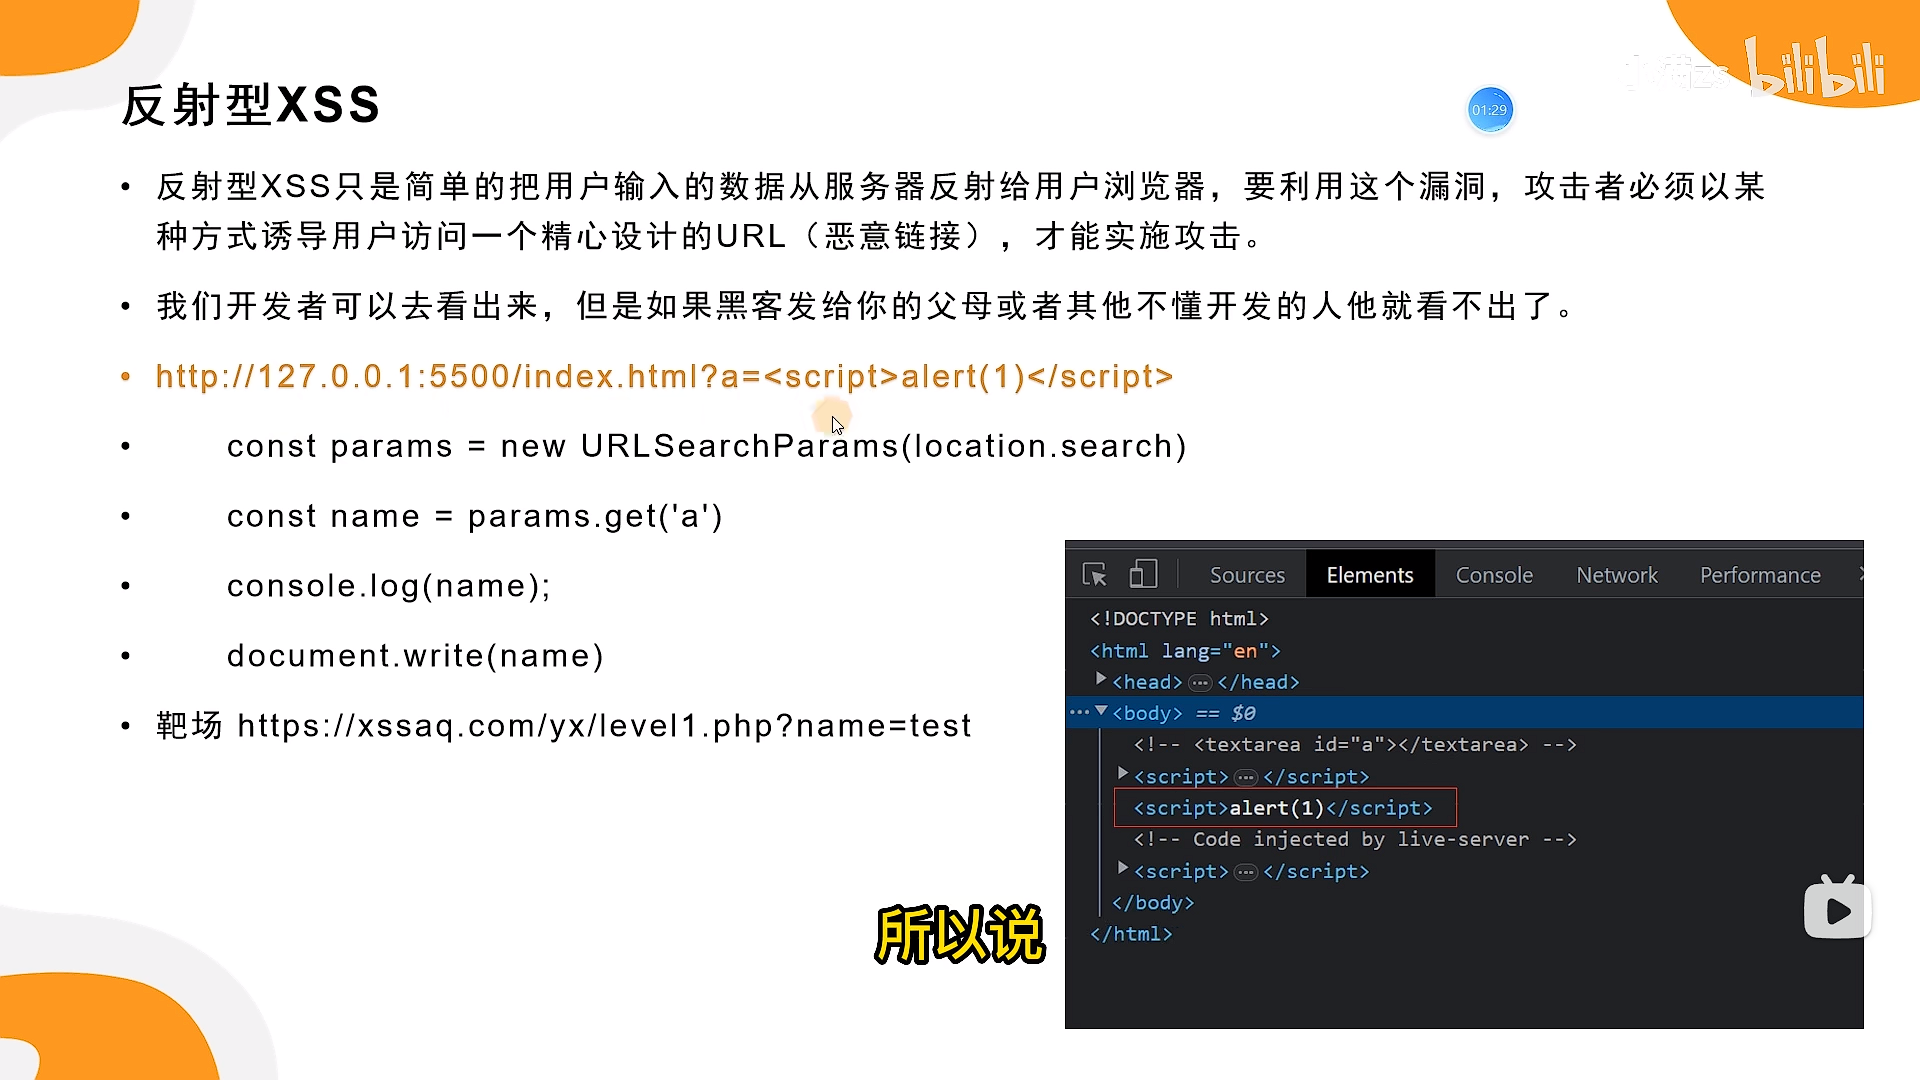 反射型XSS
01:29
bilibili
• 反射型XSS只是简单的把用户输入的数据从服务器反射给用户浏览器，要利用这个漏洞，攻击者必须以某
种方式诱导用户访问一个精心设计的URL（恶意链接），才能实施攻击。
• 我们开发者可以去看出来，但是如果黑客发给你的父母或者其他不懂开发的人他就看不出了。
• http://127.0.0.1:5500/index.html?a=<script>alert(1)</script>
• const params = new URLSearchParams(location.search)
• const name = params.get('a')
• console.log(name);
• document.write(name)
• 靶场 https://xssaq.com/yx/level1.php?name=test
Sources Elements Console Network Performance
<!DOCTYPE html>
<html lang="en">
<head>…</head>
<body> == $0
<!-- <textarea id="a"></textarea> -->
<script>…</script>
<script>alert(1)</script>
<!-- Code injected by live-server -->
<script>…</script>
</body>
</html>
所以说